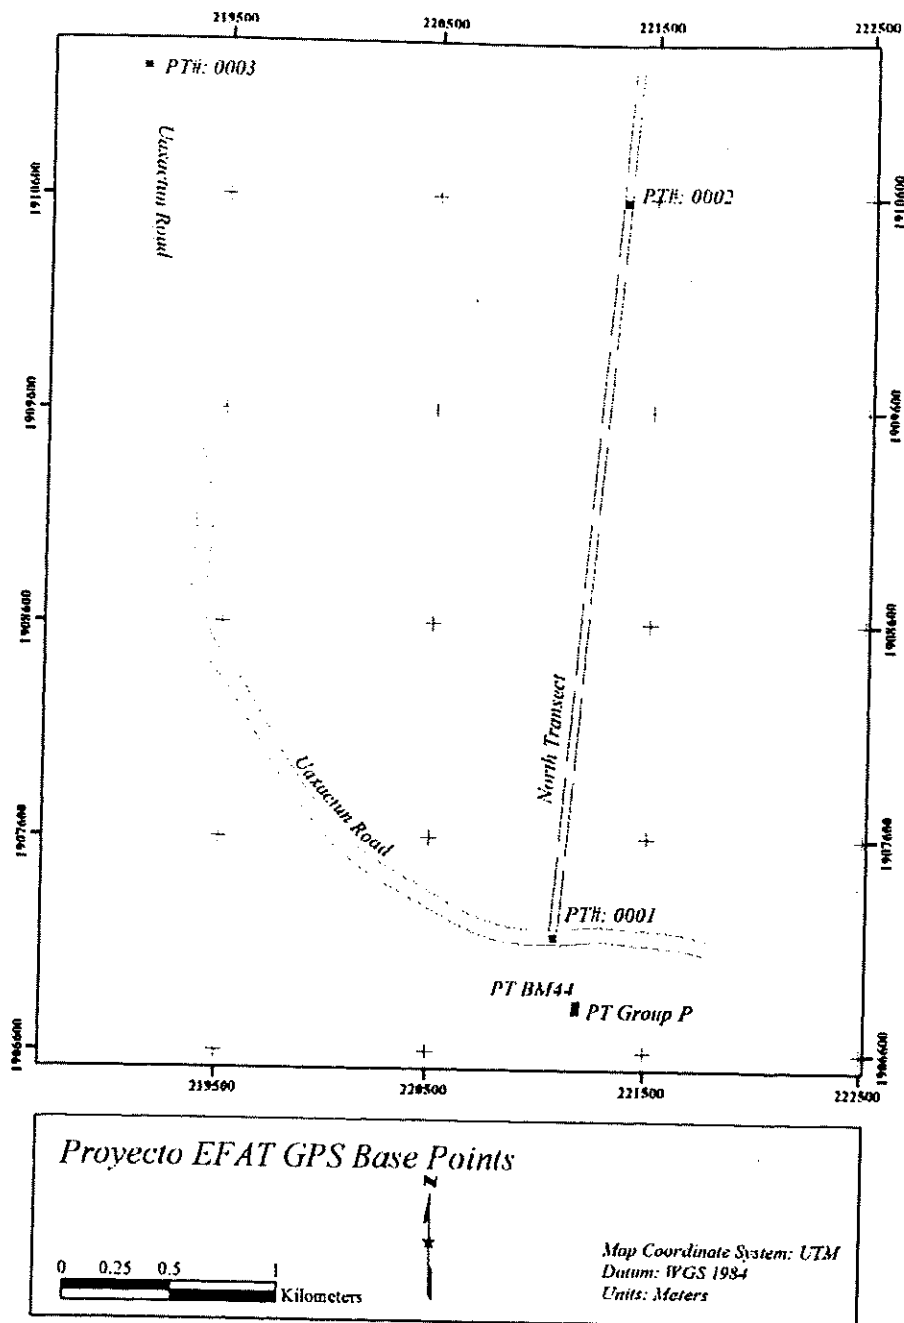 219500 220500 221500 222500
PT#: 0003
Uaxactun Road
1910600
PT#: 0002
1910600
1909600
1909600
1908600
1908600
North Transect
Uaxactun Road
1907600
1907600
PT#: 0001
PT BM44
PT Group P
1906600
1906600
219500 220500 221500 222500
Proyecto EFAT GPS Base Points
N
0 0.25 0.5 1
Kilometers
Map Coordinate System: UTM
Datum: WGS 1984
Units: Meters